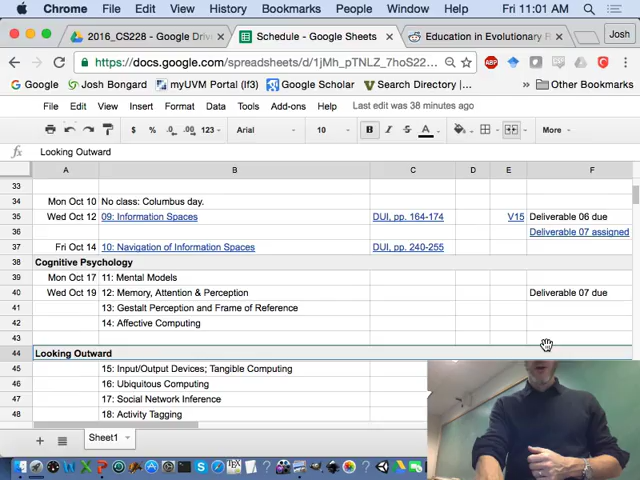 Chrome File Edit View History Bookmarks Fri 11:01 AM
2016_CS228 - Google Driv × Schedule - Google Sheets × Education in Evolutionary R × Josh
https://docs.google.com/spreadsheets/d/1jMh_pTNLZ_7hoS22... ABP
Google Josh Bongard myUVM Portal (lf3) Google Scholar Search Directory... >> Other Bookmarks
File Edit View Insert Format Data Tools Add-ons Help Last edit was 38 minutes ago
$ % .0 .00 123 Arial 10 B I S A More
fx Looking Outward
A B C D E F
33
34 Mon Oct 10 No class: Columbus day.
35 Wed Oct 12 09: Information Spaces DUI, pp. 164-174 V15 Deliverable 06 due
36 Deliverable 07 assigned
37 Fri Oct 14 10: Navigation of Information Spaces DUI, pp. 240-255
38 Cognitive Psychology
39 Mon Oct 17 11: Mental Models
40 Wed Oct 19 12: Memory, Attention & Perception Deliverable 07 due
41 13: Gestalt Perception and Frame of Reference
42 14: Affective Computing
43
44 Looking Outward
45 15: Input/Output Devices; Tangible Computing
46 16: Ubiquitous Computing
47 17: Social Network Inference
48 18: Activity Tagging
+ Sheet1